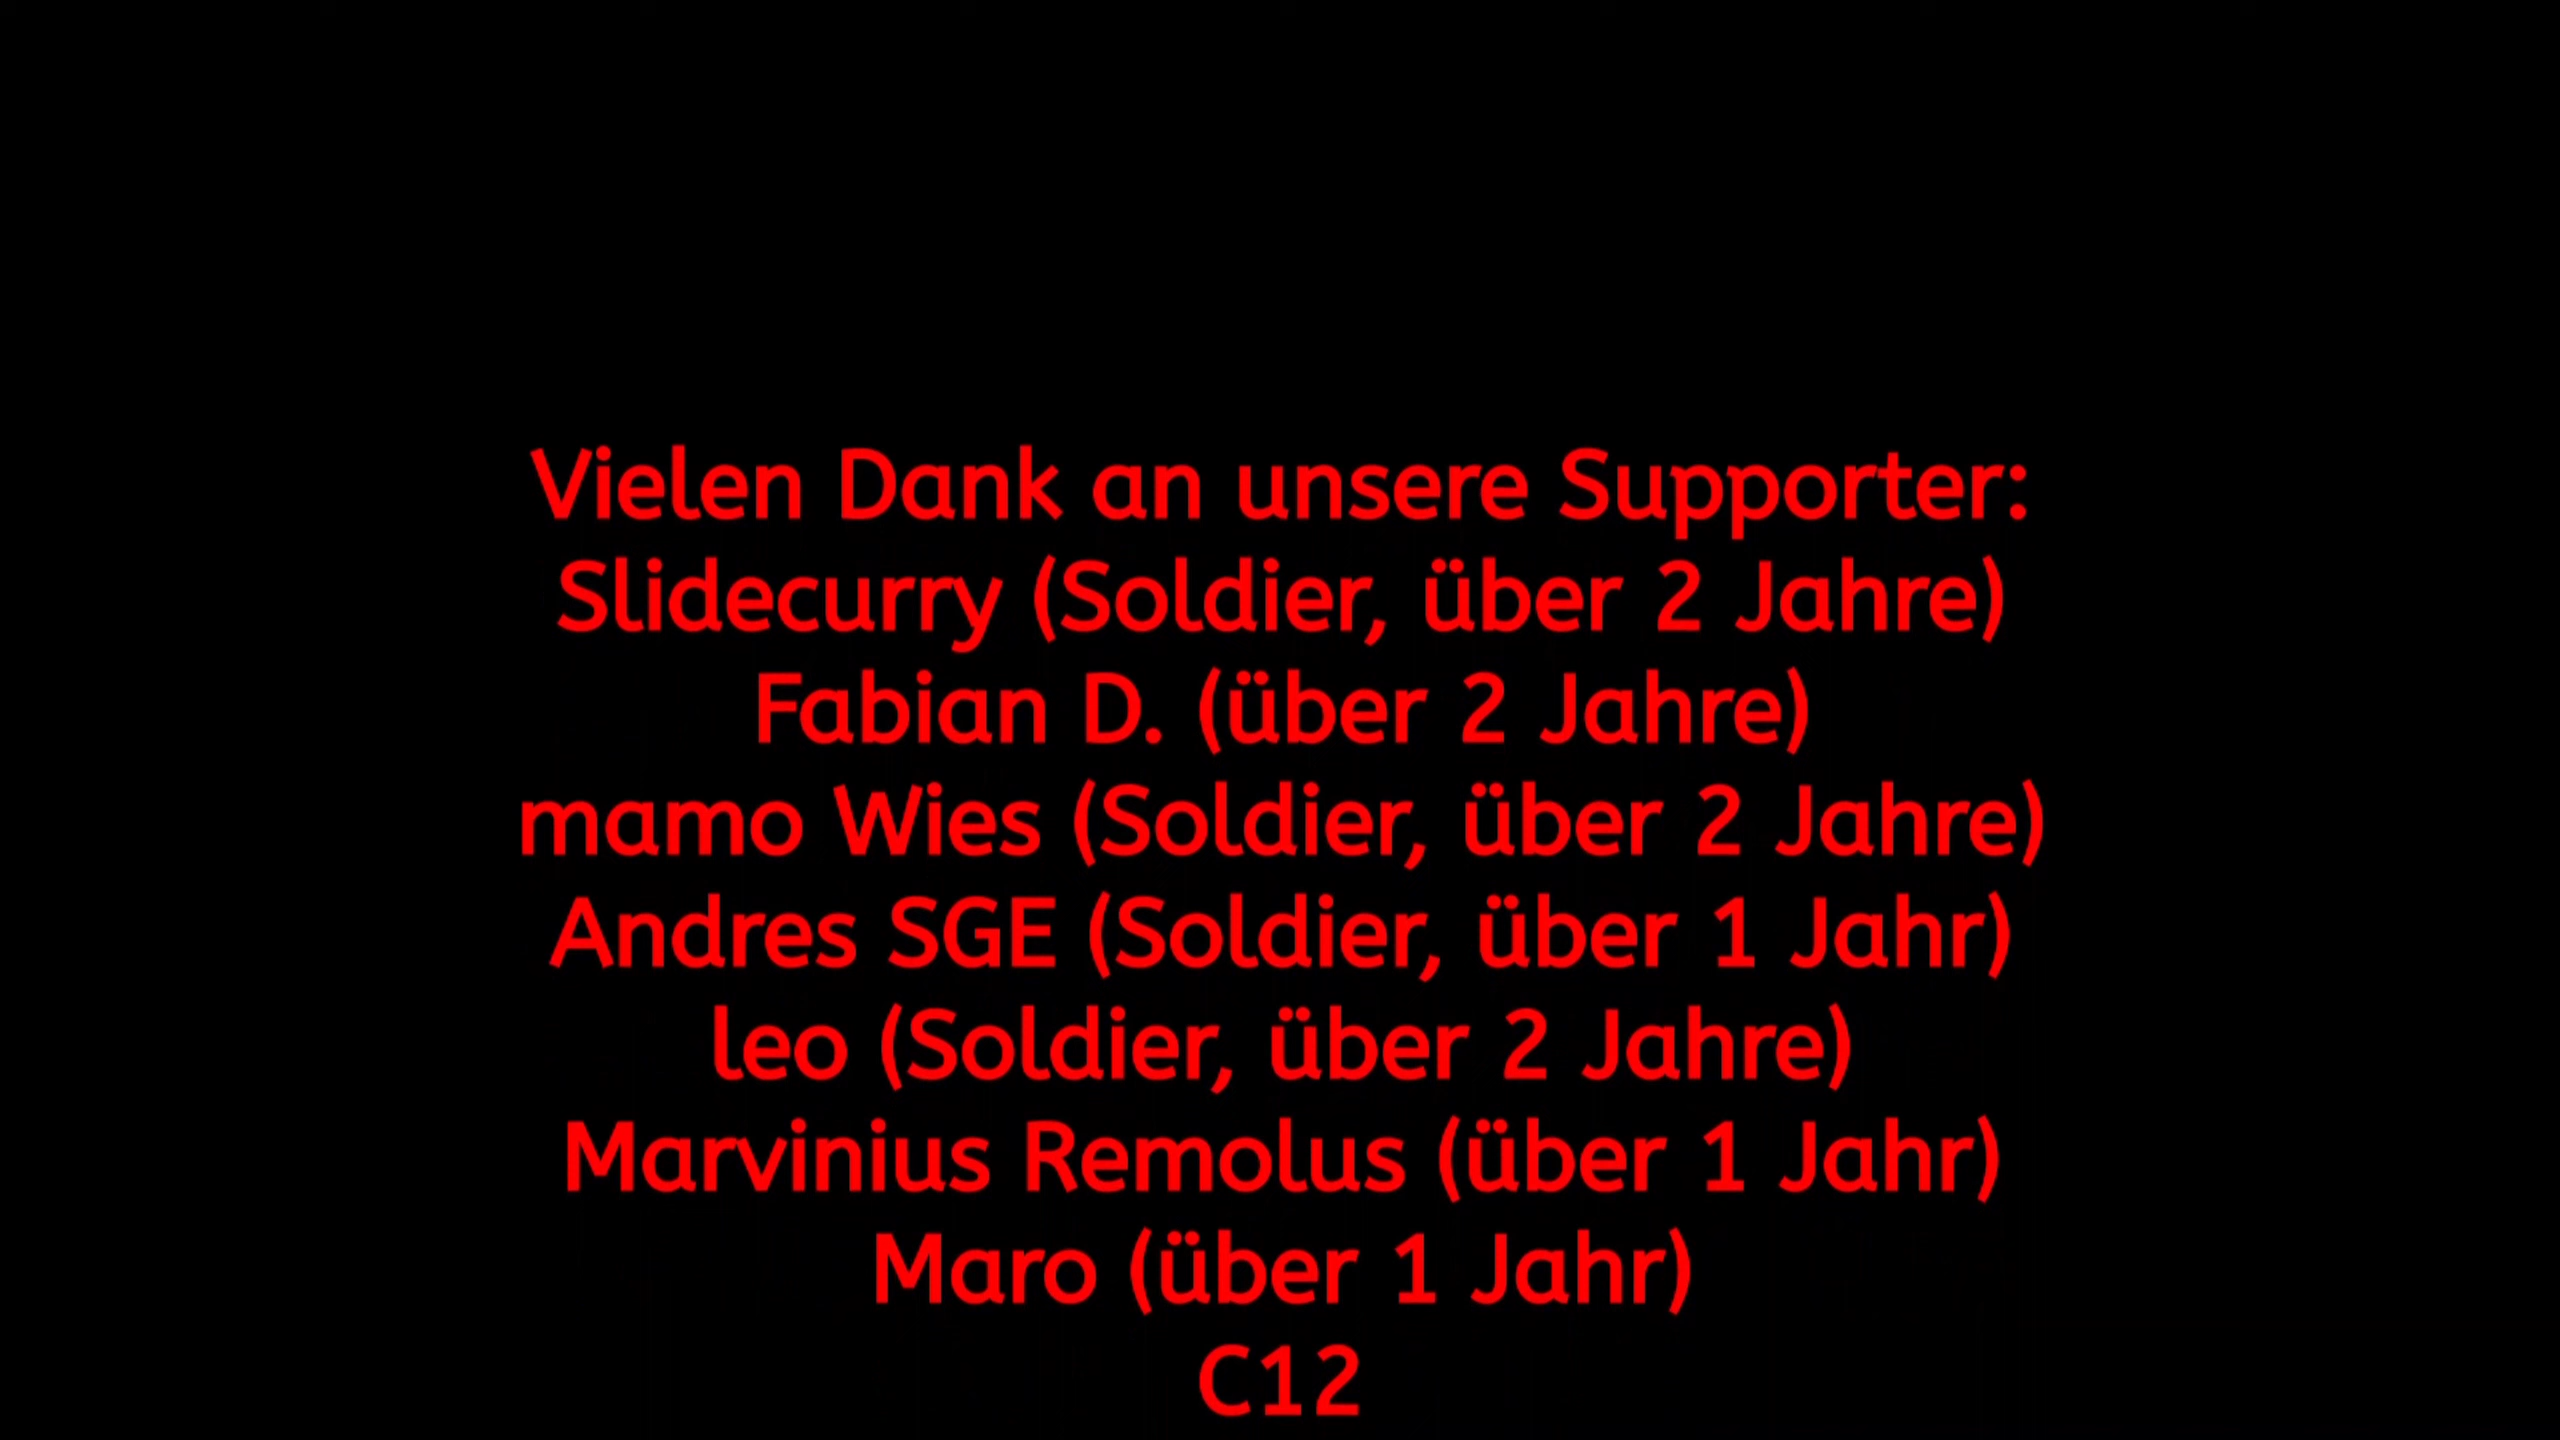 Vielen Dank an unsere Supporter:
Slidecurry (Soldier, über 2 Jahre)
Fabian D. (über 2 Jahre)
mamo Wies (Soldier, über 2 Jahre)
Andres SGE (Soldier, über 1 Jahr)
leo (Soldier, über 2 Jahre)
Marvinius Remolus (über 1 Jahr)
Maro (über 1 Jahr)
C12